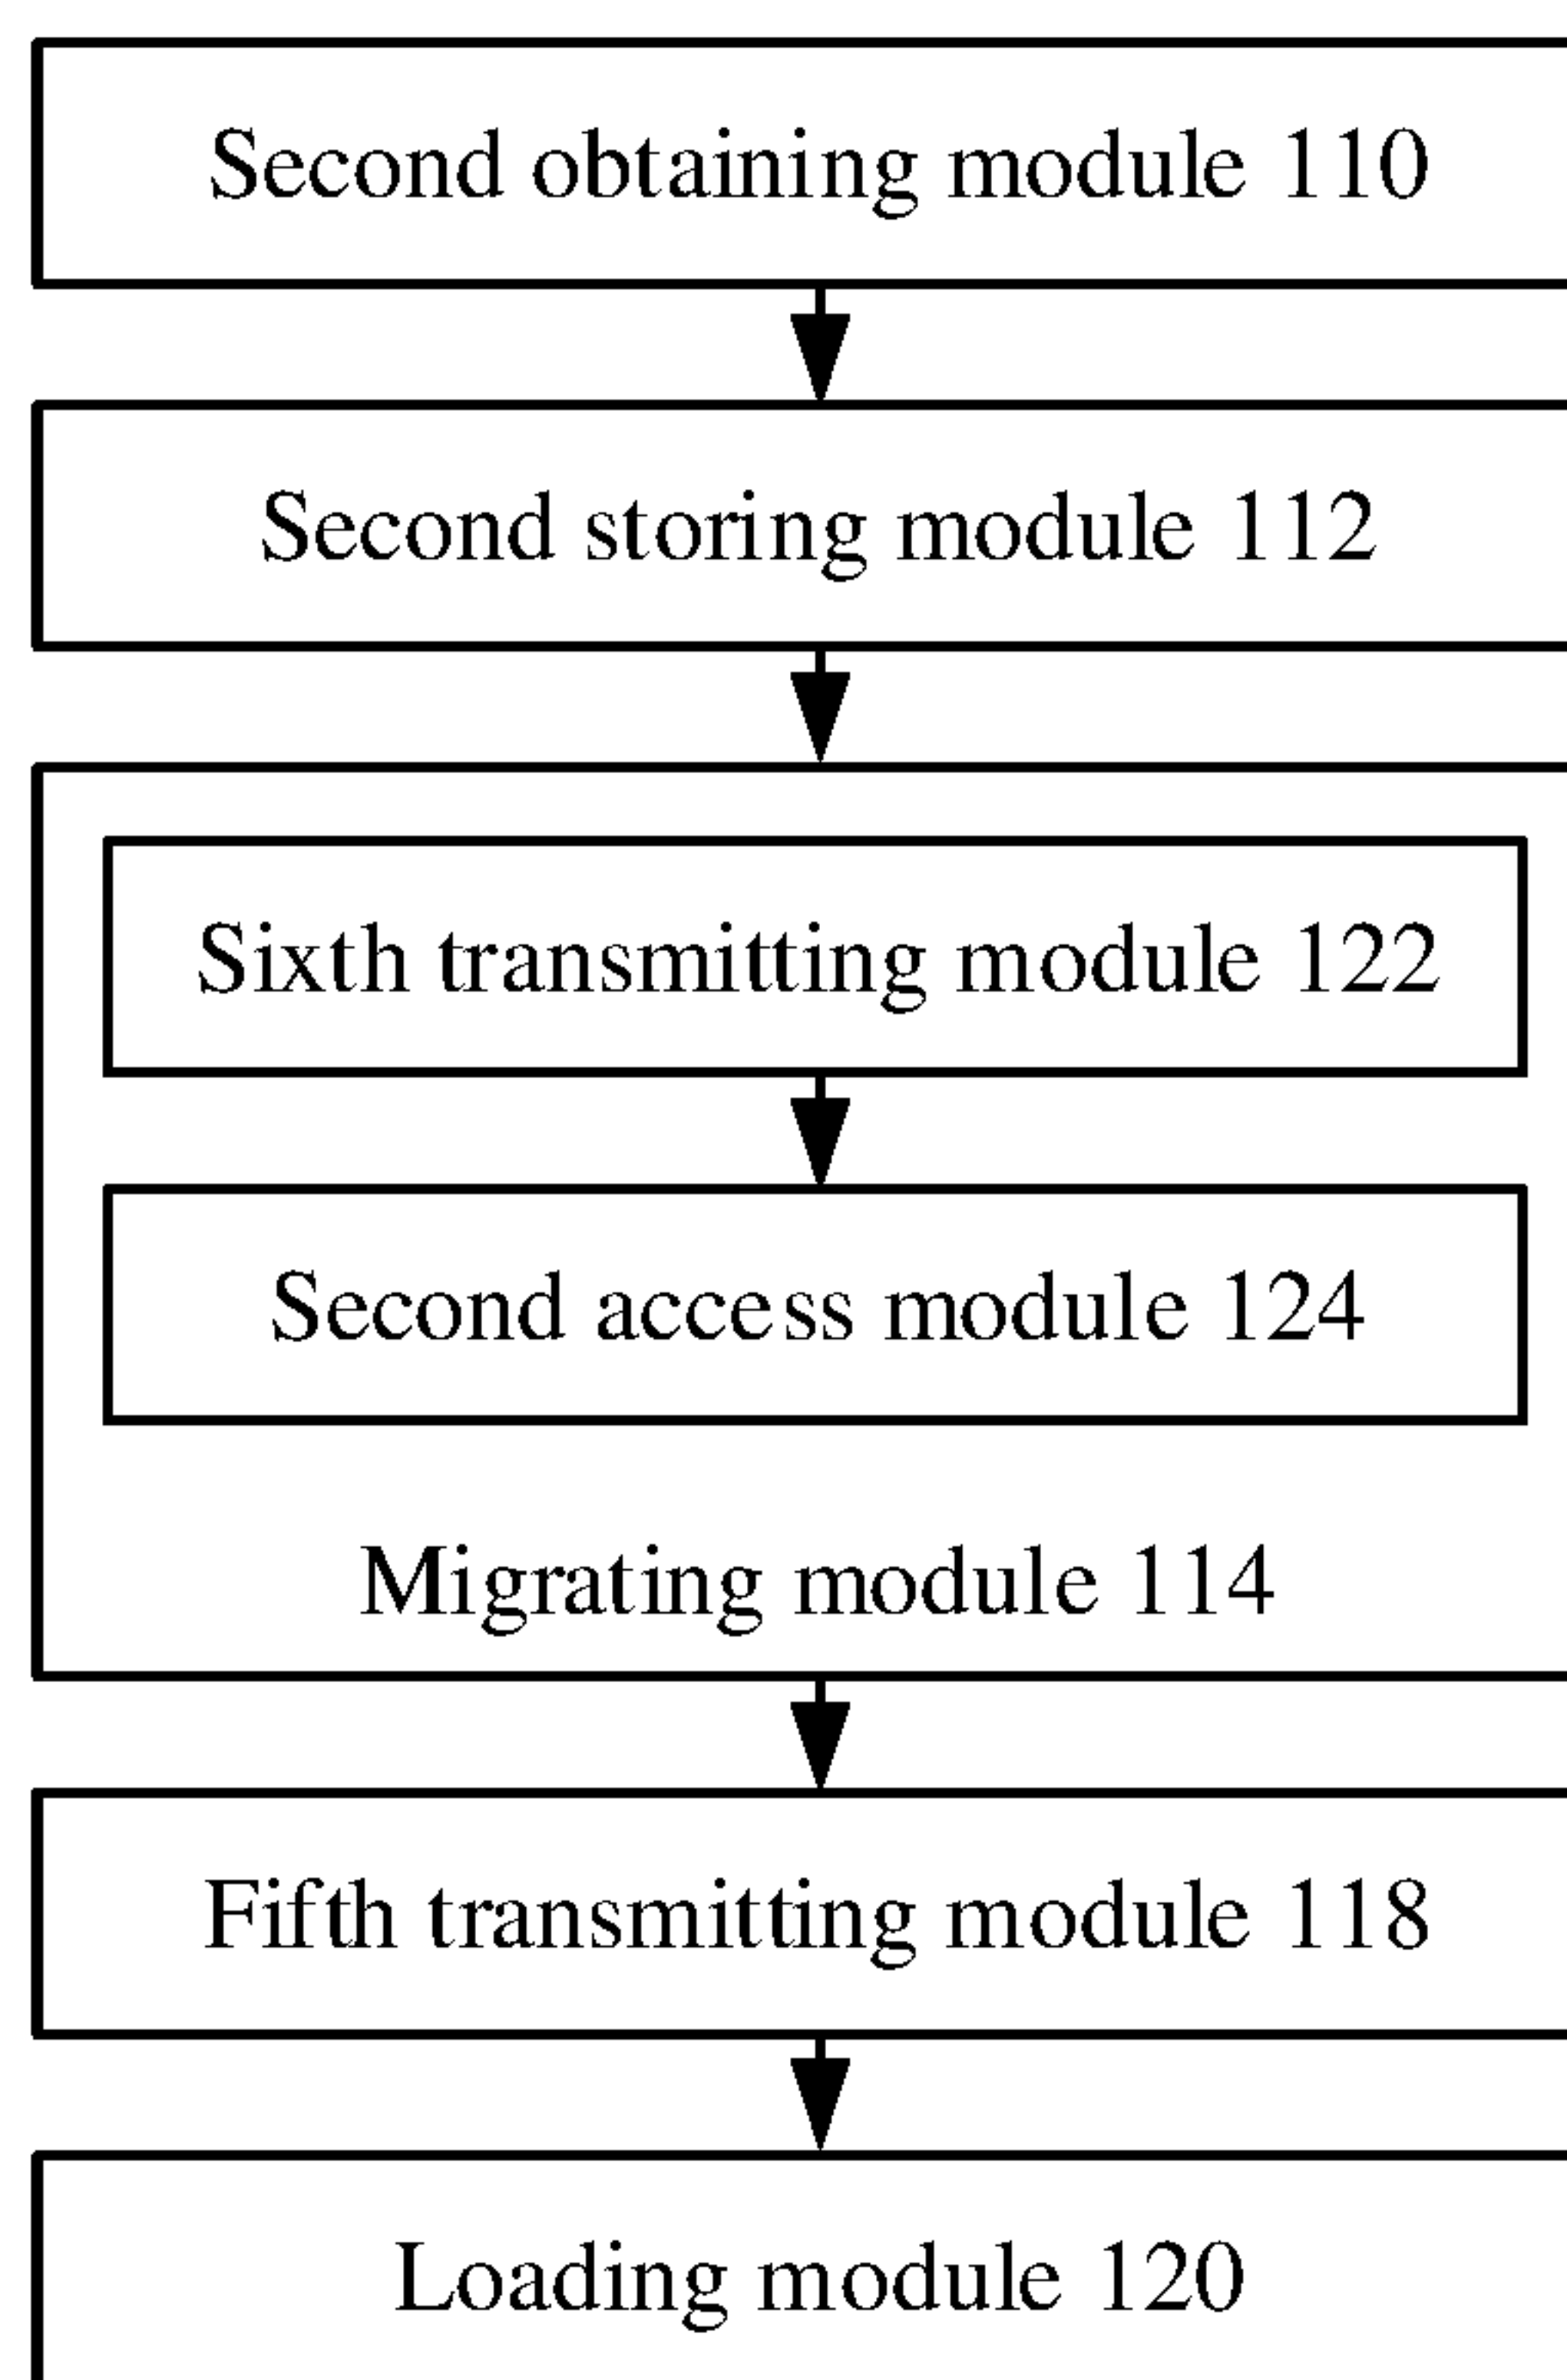 Second obtaining module 110
Second storing module 112
Sixth transmitting module 122
Second access module 124
Migrating module 114
Fifth transmitting module 118
Loading module 120